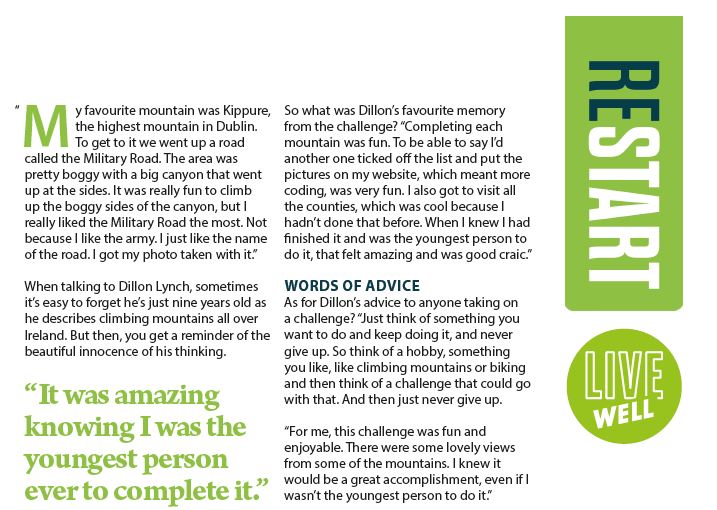 “My favourite mountain was Kippure,
the highest mountain in Dublin.
To get to it we went up a road
called the Military Road. The area was
pretty boggy with a big canyon that went
up at the sides. It was really fun to climb
up the boggy sides of the canyon, but I
really liked the Military Road the most. Not
because I like the army. I just like the name
of the road. I got my photo taken with it.”
When talking to Dillon Lynch, sometimes
it’s easy to forget he’s just nine years old as
he describes climbing mountains all over
Ireland. But then, you get a reminder of the
beautiful innocence of his thinking.
“It was amazing
knowing I was the
youngest person
ever to complete it.”
So what was Dillon’s favourite memory
from the challenge? “Completing each
mountain was fun. To be able to say I’d
another one ticked off the list and put the
pictures on my website, which meant more
coding, was very fun. I also got to visit all
the counties, which was cool because I
hadn’t done that before. When I knew I had
finished it and was the youngest person to
do it, that felt amazing and was good craic.”
WORDS OF ADVICE
As for Dillon’s advice to anyone taking on
a challenge? “Just think of something you
want to do and keep doing it, and never
give up. So think of a hobby, something
you like, like climbing mountains or biking
and then think of a challenge that could go
with that. And then just never give up.
“For me, this challenge was fun and
enjoyable. There were some lovely views
from some of the mountains. I knew it
would be a great accomplishment, even if I
wasn’t the youngest person to do it.”
RESTART
LIVE
WELL